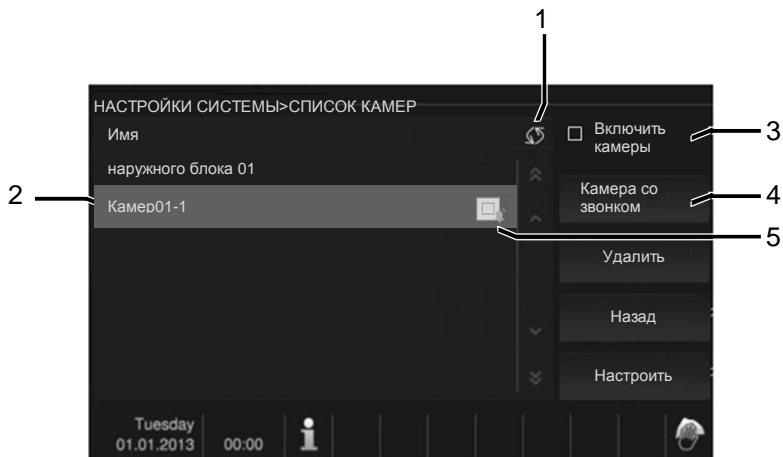 1
НАСТРОЙКИ СИСТЕМЫ>СПИСОК КАМЕР
Имя
Включить
камеры
3
наружного блока 01
2
Камер01-1
Камера со
звонком
4
5
Удалить
Назад
Настроить
Tuesday
01.01.2013
00:00